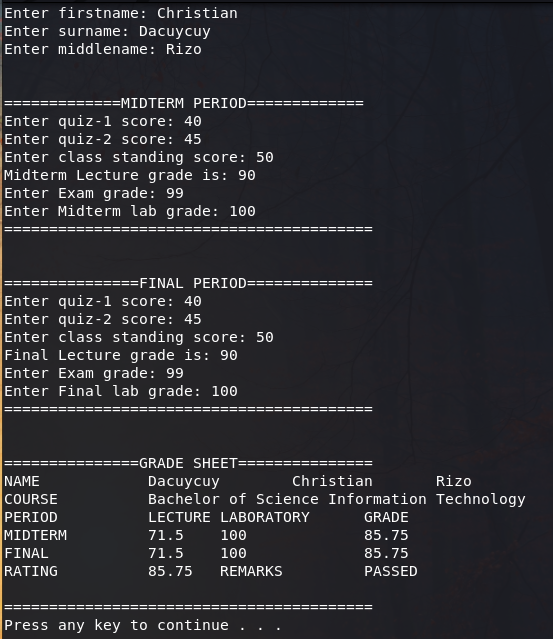 Enter firstname: Christian
Enter surname: Dacuycuy
Enter middlename: Rizo
=============MIDTERM PERIOD=============
Enter quiz-1 score: 40
Enter quiz-2 score: 45
Enter class standing score: 50
Midterm Lecture grade is: 90
Enter Exam grade: 99
Enter Midterm lab grade: 100
=========================================
===============FINAL PERIOD==============
Enter quiz-1 score: 40
Enter quiz-2 score: 45
Enter class standing score: 50
Final Lecture grade is: 90
Enter Exam grade: 99
Enter Final lab grade: 100
=========================================
===============GRADE SHEET===============
NAME            Dacuycuy        Christian       Rizo
COURSE          Bachelor of Science Information Technology
PERIOD          LECTURE LABORATORY      GRADE
MIDTERM         71.5    100             85.75
FINAL           71.5    100             85.75
RATING          85.75   REMARKS         PASSED
=========================================
Press any key to continue . . .